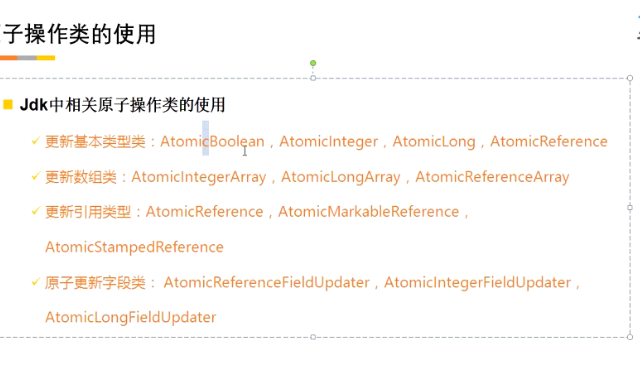 子操作类的使用
Jdk中相关原子操作类的使用
更新基本类型类：AtomicBoolean，AtomicInteger，AtomicLong，AtomicReference
更新数组类：AtomicIntegerArray，AtomicLongArray，AtomicReferenceArray
更新引用类型：AtomicReference，AtomicMarkableReference，
AtomicStampedReference
原子更新字段类： AtomicReferenceFieldUpdater，AtomicIntegerFieldUpdater，
AtomicLongFieldUpdater